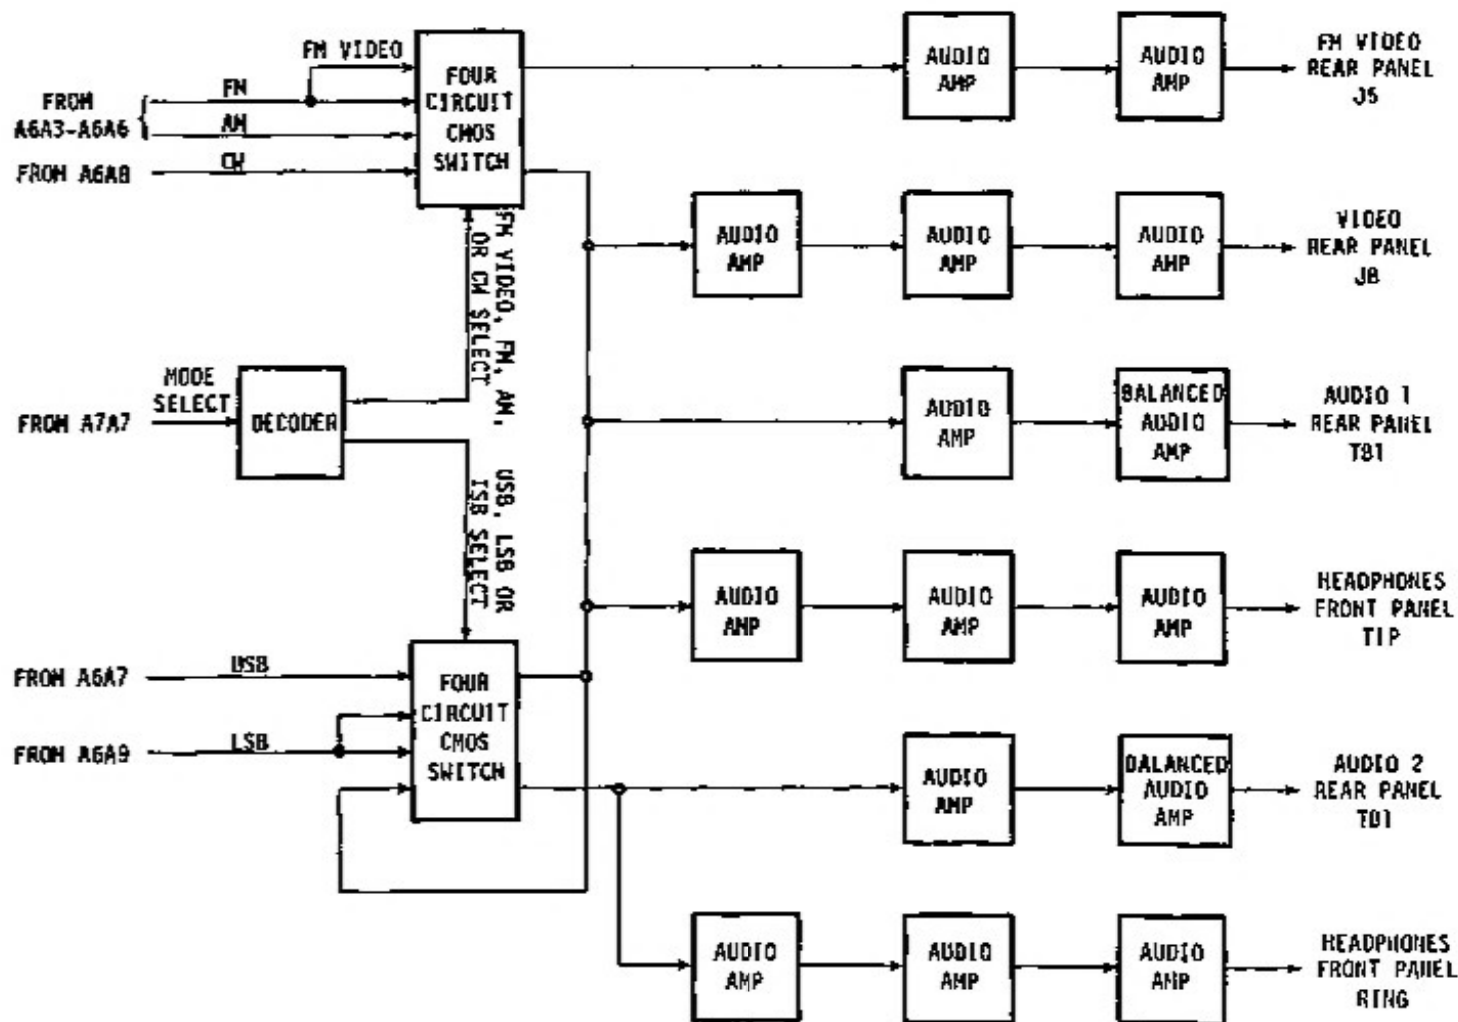 FM VIDEO
FM
FROM
A6A3-A6A6
AM
FROM A6A8
CW
FOUR
CIRCUIT
CMOS
SWITCH
AUDIO
AMP
AUDIO
AMP
FM VIDEO
REAR PANEL
J5
AUDIO
AMP
AUDIO
AMP
AUDIO
AMP
VIDEO
REAR PANEL
J8
FM VIDEO, FM, AM,
OR CW SELECT
MODE
SELECT
FROM A7A7
DECODER
AUDIO
AMP
BALANCED
AUDIO
AMP
AUDIO 1
REAR PANEL
TB1
USB, LSB OR
ISB SELECT
AUDIO
AMP
AUDIO
AMP
AUDIO
AMP
HEADPHONES
FRONT PANEL
TIP
FROM A6A7
USB
FROM A6A9
LSB
FOUR
CIRCUIT
CMOS
SWITCH
AUDIO
AMP
BALANCED
AUDIO
AMP
AUDIO 2
REAR PANEL
TB1
AUDIO
AMP
AUDIO
AMP
AUDIO
AMP
HEADPHONES
FRONT PANEL
RING